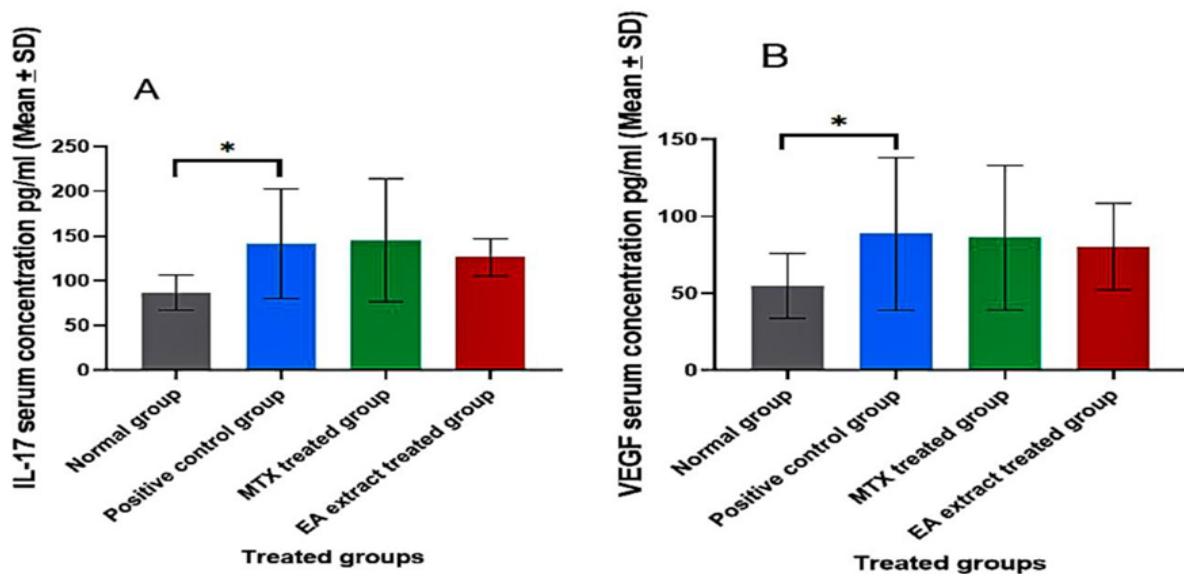 A
IL-17 serum concentration pg/ml (Mean ± SD)
250
200
150
100
50
0
*
Normal group
Positive control group
MTX treated group
EA extract treated group
Treated groups
B
VEGF serum concentration pg/ml (Mean ± SD)
150
100
50
0
*
Normal group
Positive control group
MTX treated group
EA extract treated group
Treated groups